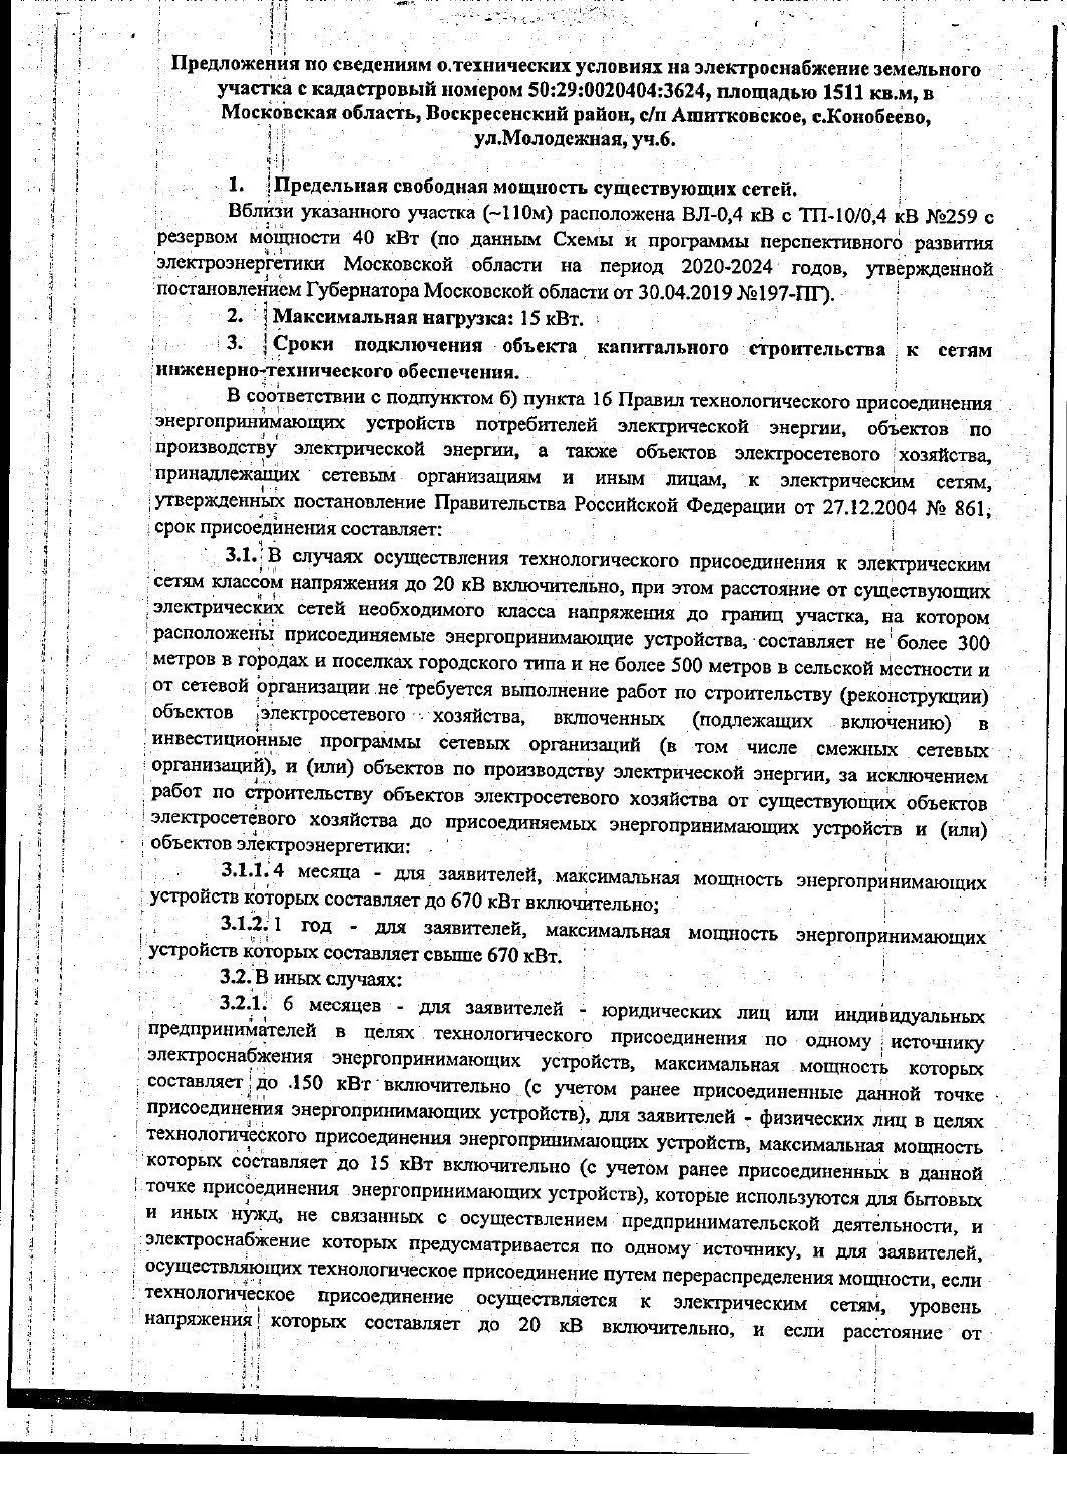 Предложения по сведениям о технических условиях на электроснабжение земельного
участка с кадастровый номером 50:29:0020404:3624, площадью 1511 кв.м, в
Московская область, Воскресенский район, с/п Ашитковское, с.Конобеево,
ул.Молодежная, уч.6.
1. Предельная свободная мощность существующих сетей.
Вблизи указанного участка (~110м) расположена ВЛ-0,4 кВ с ТП-10/0,4 кВ №259 с
резервом мощности 40 кВт (по данным Схемы и программы перспективного развития
электроэнергетики Московской области на период 2020-2024 годов, утвержденной
постановлением Губернатора Московской области от 30.04.2019 №197-ПГ).
2. Максимальная нагрузка: 15 кВт.
3. Сроки подключения объекта капитального строительства к сетям
инженерно-технического обеспечения.
В соответствии с подпунктом б) пункта 16 Правил технологического присоединения
энергопринимающих устройств потребителей электрической энергии, объектов по
производству электрической энергии, а также объектов электросетевого хозяйства,
принадлежащих сетевым организациям и иным лицам, к электрическим сетям,
утвержденных постановление Правительства Российской Федерации от 27.12.2004 № 861,
срок присоединения составляет:
3.1. В случаях осуществления технологического присоединения к электрическим
сетям классом напряжения до 20 кВ включительно, при этом расстояние от существующих
электрических сетей необходимого класса напряжения до границ участка, на котором
расположены присоединяемые энергопринимающие устройства, составляет не более 300
метров в городах и поселках городского типа и не более 500 метров в сельской местности и
от сетевой организации не требуется выполнение работ по строительству (реконструкции)
объектов электросетевого хозяйства, включенных (подлежащих включению) в
инвестиционные программы сетевых организаций (в том числе смежных сетевых
организаций), и (или) объектов по производству электрической энергии, за исключением
работ по строительству объектов электросетевого хозяйства от существующих объектов
электросетевого хозяйства до присоединяемых энергопринимающих устройств и (или)
объектов электроэнергетики:
3.1.1. 4 месяца - для заявителей, максимальная мощность энергопринимающих
устройств которых составляет до 670 кВт включительно;
3.1.2. 1 год - для заявителей, максимальная мощность энергопринимающих
устройств которых составляет свыше 670 кВт.
3.2. В иных случаях:
3.2.1. 6 месяцев - для заявителей - юридических лиц или индивидуальных
предпринимателей в целях технологического присоединения по одному источнику
электроснабжения энергопринимающих устройств, максимальная мощность которых
составляет до 150 кВт включительно (с учетом ранее присоединенные данной точке
присоединения энергопринимающих устройств), для заявителей - физических лиц в целях
технологического присоединения энергопринимающих устройств, максимальная мощность
которых составляет до 15 кВт включительно (с учетом ранее присоединенных в данной
точке присоединения энергопринимающих устройств), которые используются для бытовых
и иных нужд, не связанных с осуществлением предпринимательской деятельности, и
электроснабжение которых предусматривается по одному источнику, и для заявителей,
осуществляющих технологическое присоединение путем перераспределения мощности, если
технологическое присоединение осуществляется к электрическим сетям, уровень
напряжения которых составляет до 20 кВ включительно, и если расстояние от